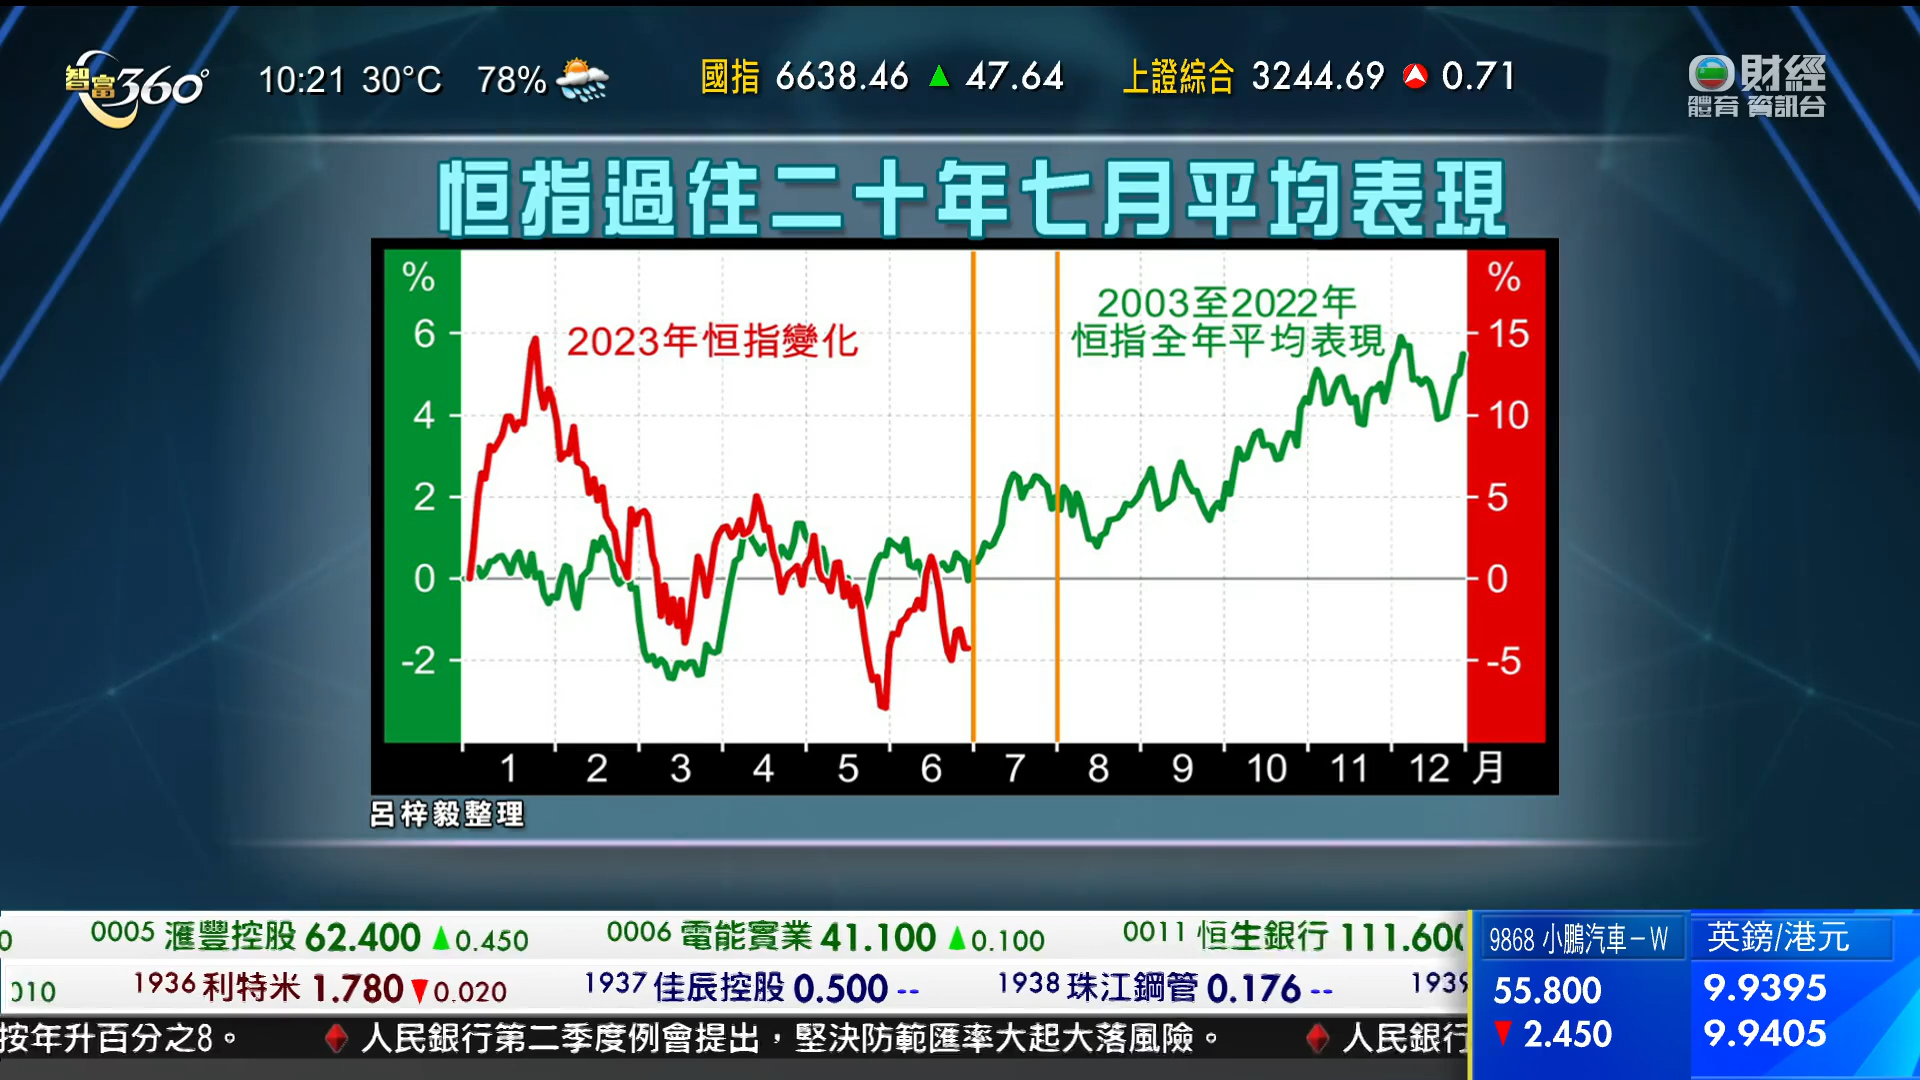 智富360°
10:21 30°C 78%
國指 6638.46 ▲ 47.64
上證綜合 3244.69 0.71
財經
體育 資訊台
恒指過往二十年七月平均表現
%
6
4
2
0
-2
2023年恒指變化
2003至2022年
恒指全年平均表現
%
15
10
5
0
-5
1 2 3 4 5 6 7 8 9 10 11 12 月
呂梓毅整理
0 0005 滙豐控股 62.400 ▲0.450 0006 電能實業 41.100 ▲0.100 0011 恒生銀行 111.600
010 1936 利特米 1.780 ▼0.020 1937 佳辰控股 0.500 -- 1938 珠江鋼管 0.176 -- 1939
按年升百分之8。 ♦ 人民銀行第二季度例會提出，堅決防範匯率大起大落風險。 ♦ 人民銀行
9868 小鵬汽車－W
55.800
▼ 2.450
英鎊/港元
9.9395
9.9405